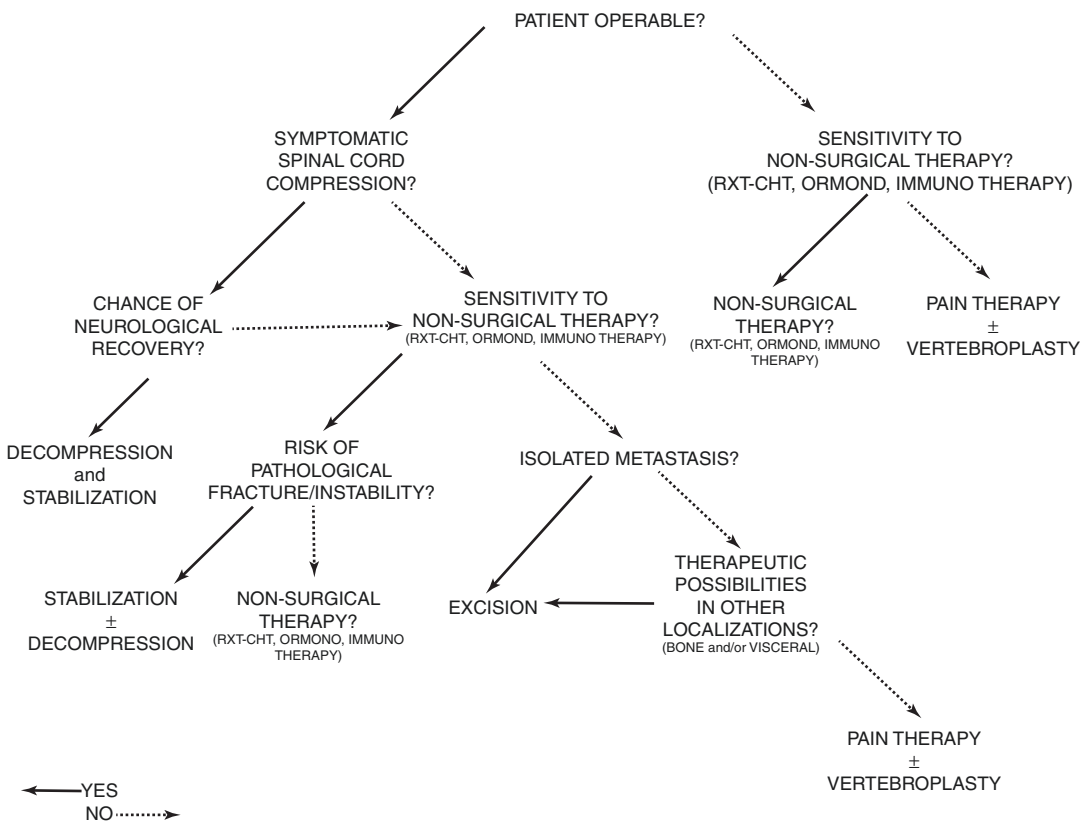 PATIENT OPERABLE?
SYMPTOMATIC
SPINAL CORD
COMPRESSION?
SENSITIVITY TO
NON-SURGICAL THERAPY?
(RXT-CHT, ORMOND, IMMUNO THERAPY)
CHANCE OF
NEUROLOGICAL
RECOVERY?
SENSITIVITY TO
NON-SURGICAL THERAPY?
(RXT-CHT, ORMOND, IMMUNO THERAPY)
NON-SURGICAL
THERAPY?
(RXT-CHT, ORMOND, IMMUNO
THERAPY)
PAIN THERAPY
±
VERTEBROPLASTY
DECOMPRESSION
and
STABILIZATION
RISK OF
PATHOLOGICAL
FRACTURE/INSTABILITY?
ISOLATED METASTASIS?
STABILIZATION
±
DECOMPRESSION
NON-SURGICAL
THERAPY?
(RXT-CHT, ORMONO, IMMUNO
THERAPY)
EXCISION
THERAPEUTIC
POSSIBILITIES
IN OTHER
LOCALIZATIONS?
(BONE and/or VISCERAL)
PAIN THERAPY
±
VERTEBROPLASTY
YES
NO